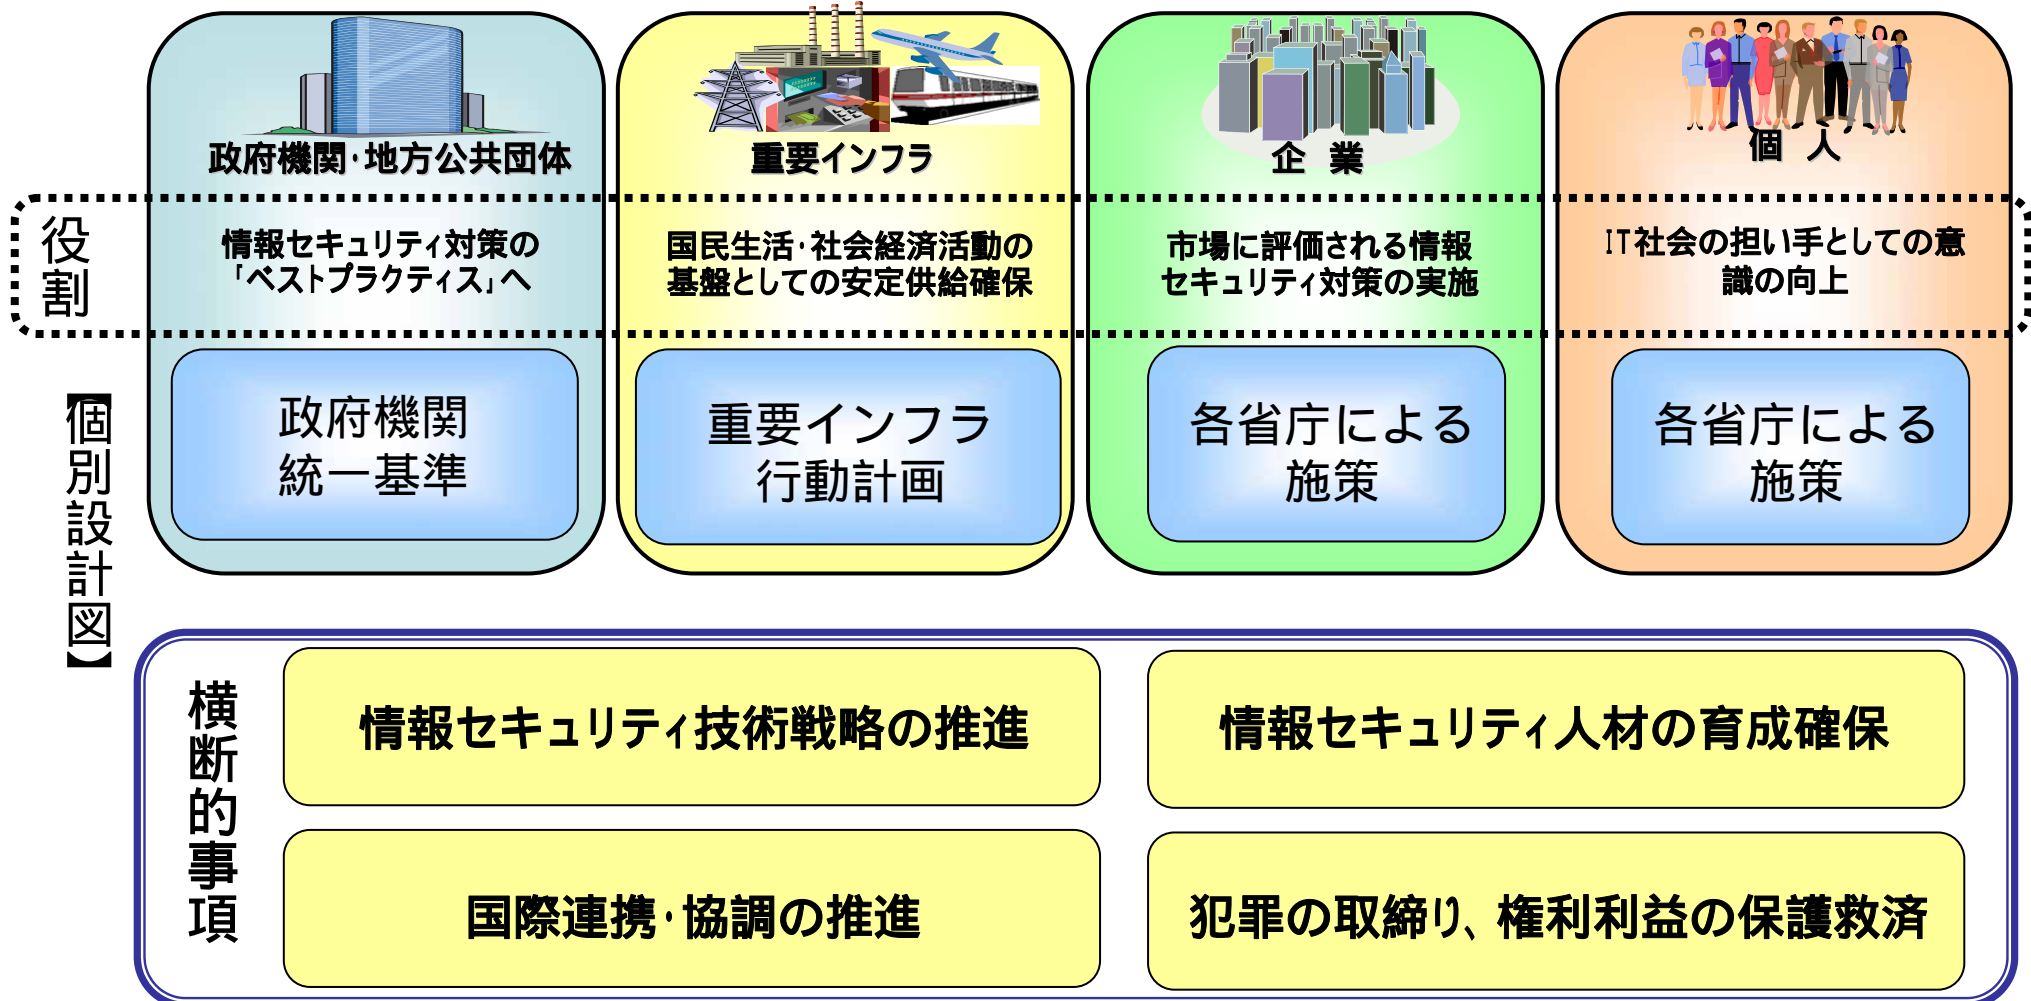 政府機関・地方公共団体
重要インフラ
企 業
個 人
役割
情報セキュリティ対策の
「ベストプラクティス」へ
国民生活・社会経済活動の
基盤としての安定供給確保
市場に評価される情報
セキュリティ対策の実施
IT社会の担い手としての意
識の向上
【個別設計図】
政府機関
統一基準
重要インフラ
行動計画
各省庁による
施策
各省庁による
施策
横断的事項
情報セキュリティ技術戦略の推進
情報セキュリティ人材の育成確保
国際連携・協調の推進
犯罪の取締り、権利利益の保護救済